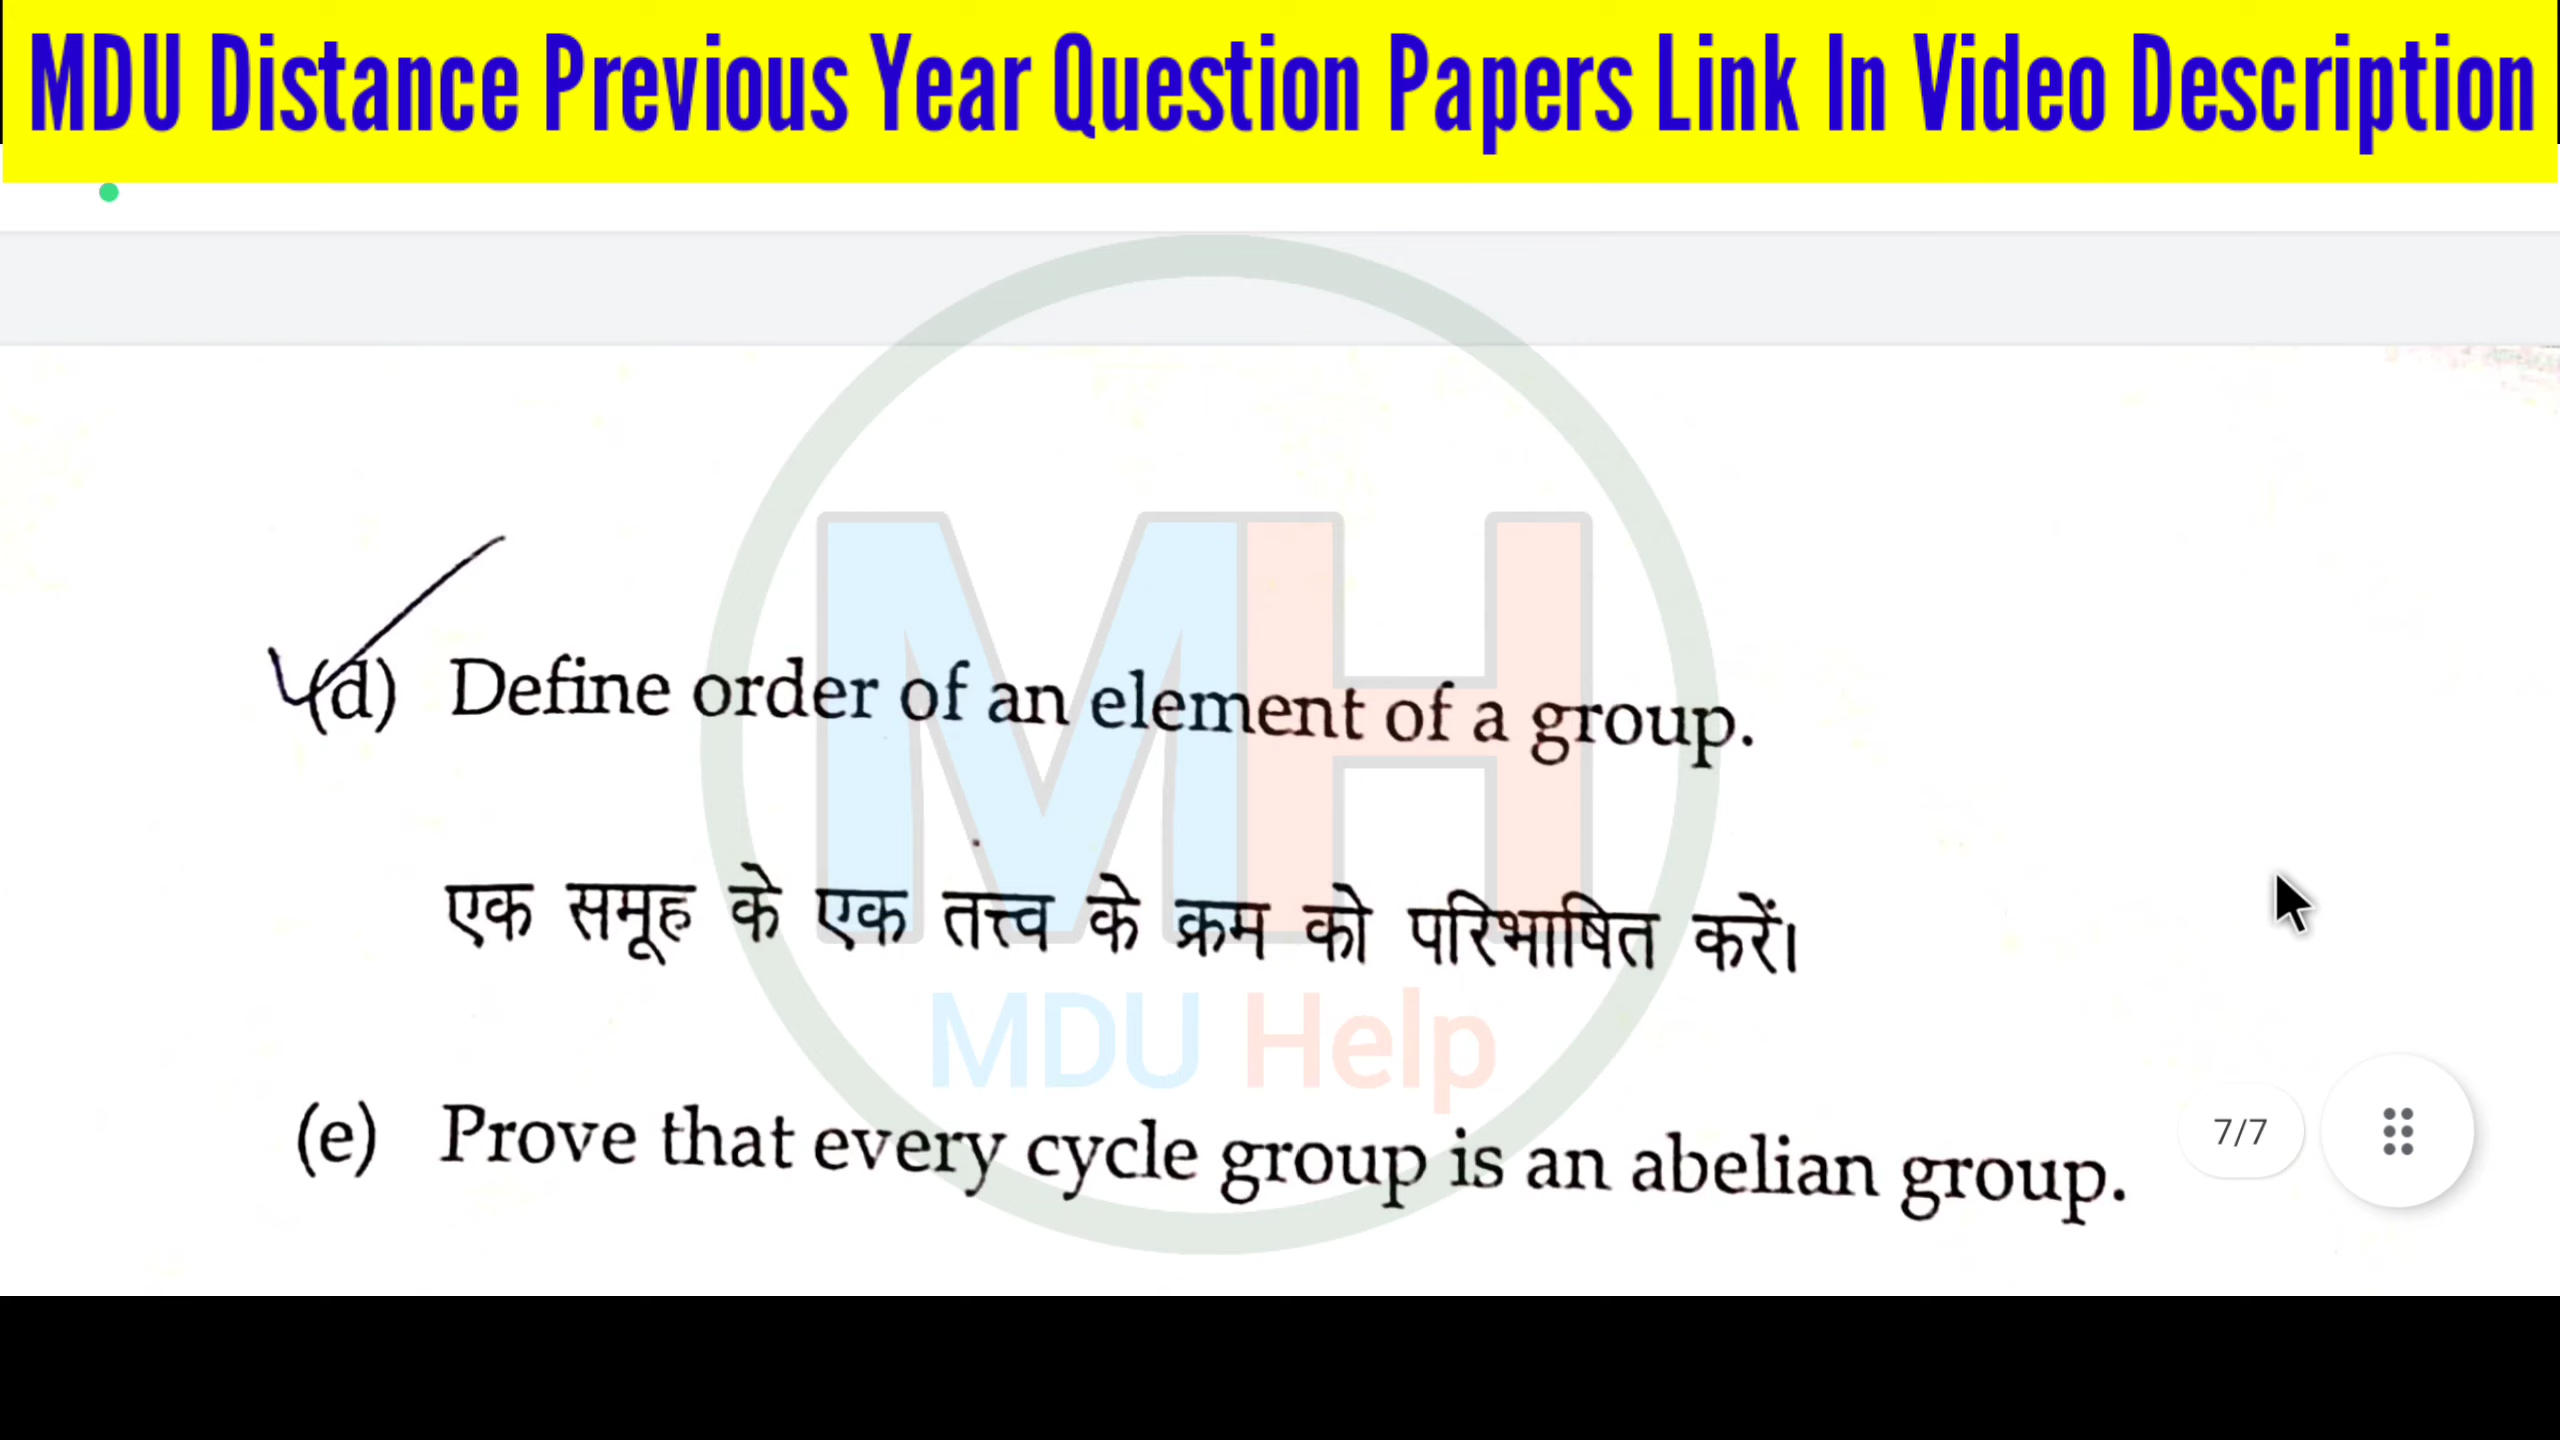 MDU Distance Previous Year Question Papers Link In Video Description
MH
(d) Define order of an element of a group.
एक समूह के एक तत्त्व के क्रम को परिभाषित करें।
MDU Help
(e) Prove that every cycle group is an abelian group.
7/7